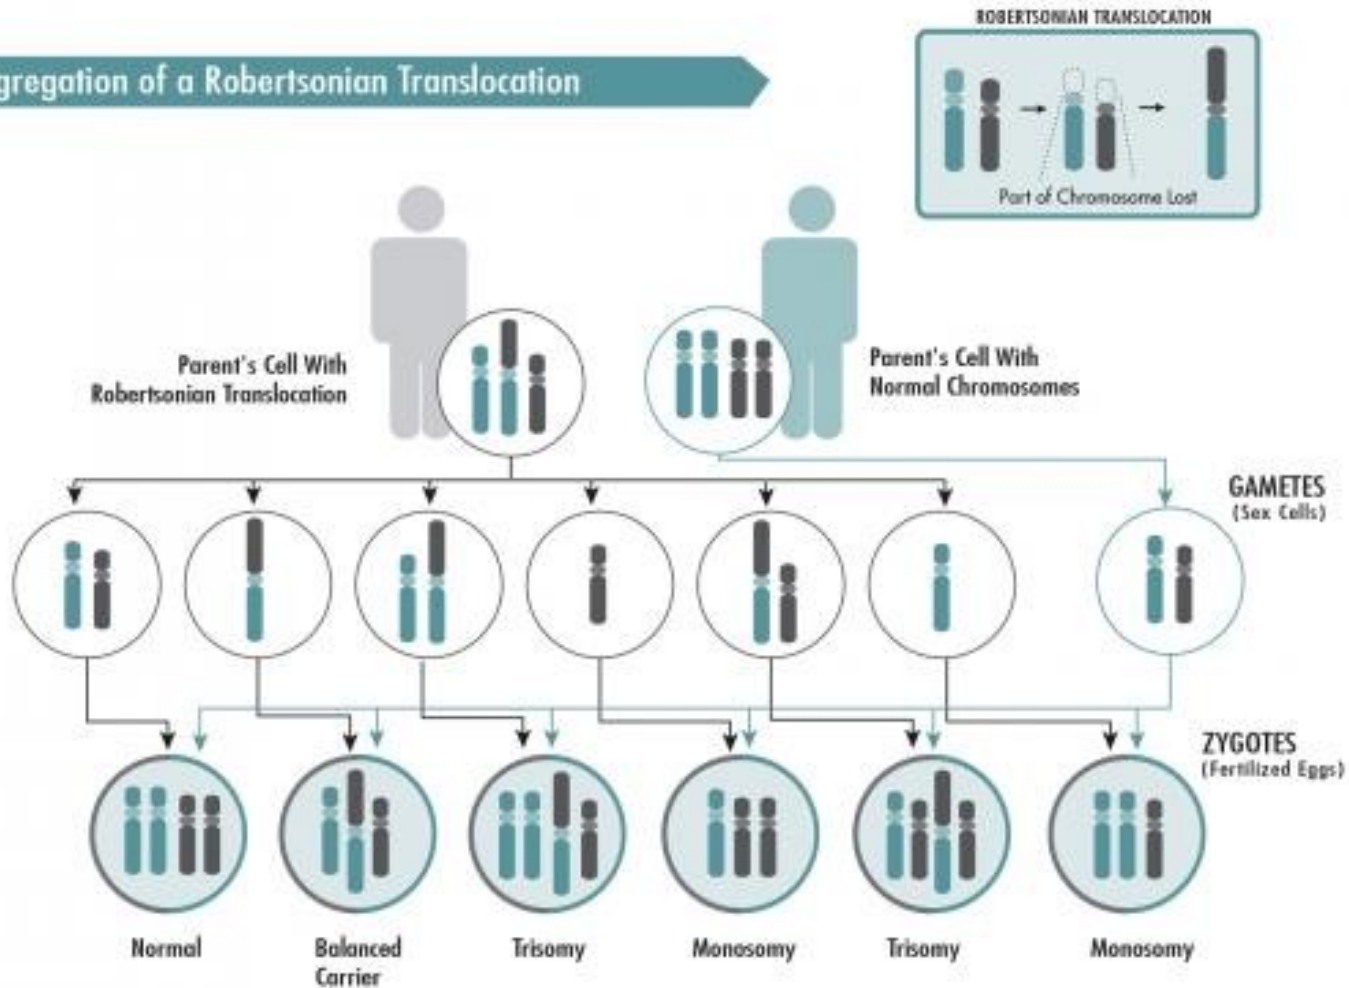 ROBERTSONIAN TRANSLOCATION
gregation of a Robertsonian Translocation
Part of Chromosome Lost
Parent's Cell With
Robertsonian Translocation
Parent's Cell With
Normal Chromosomes
GAMETES
(Sex Cells)
ZYGOTES
(Fertilized Eggs)
Normal
Balanced
Carrier
Trisomy
Monosomy
Trisomy
Monosomy